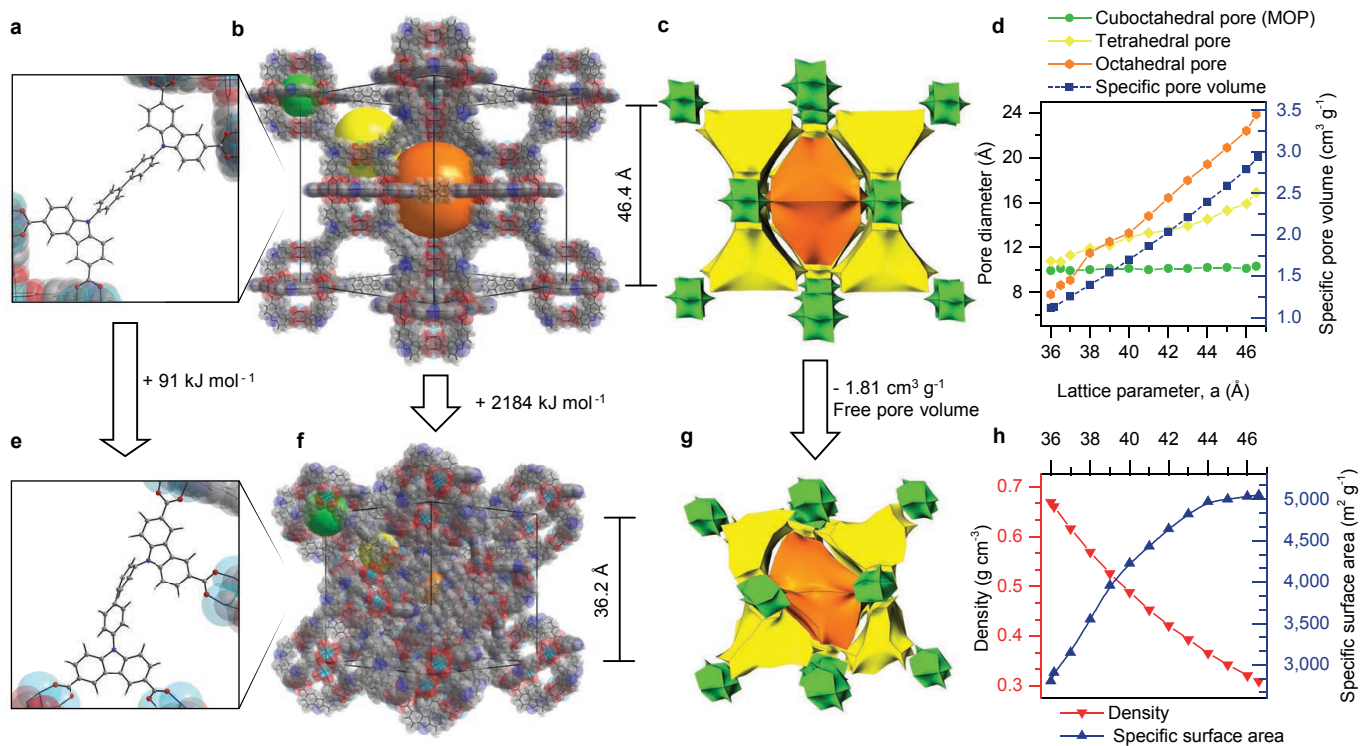 a
b
c
d
Cuboctahedral pore (MOP)
Tetrahedral pore
Octahedral pore
Specific pore volume
46.4 Å
Pore diameter (Å)
24
20
16
12
8
3.5
3.0
2.5
2.0
1.5
1.0
Specific pore volume (cm³ g⁻¹)
36 38 40 42 44 46
Lattice parameter, a (Å)
+ 91 kJ mol⁻¹
+ 2184 kJ mol⁻¹
- 1.81 cm³ g⁻¹
Free pore volume
e
f
g
h
36.2 Å
36 38 40 42 44 46
Density (g cm⁻³)
0.7
0.6
0.5
0.4
0.3
5,000
4,500
4,000
3,500
3,000
Specific surface area (m² g⁻¹)
Density
Specific surface area